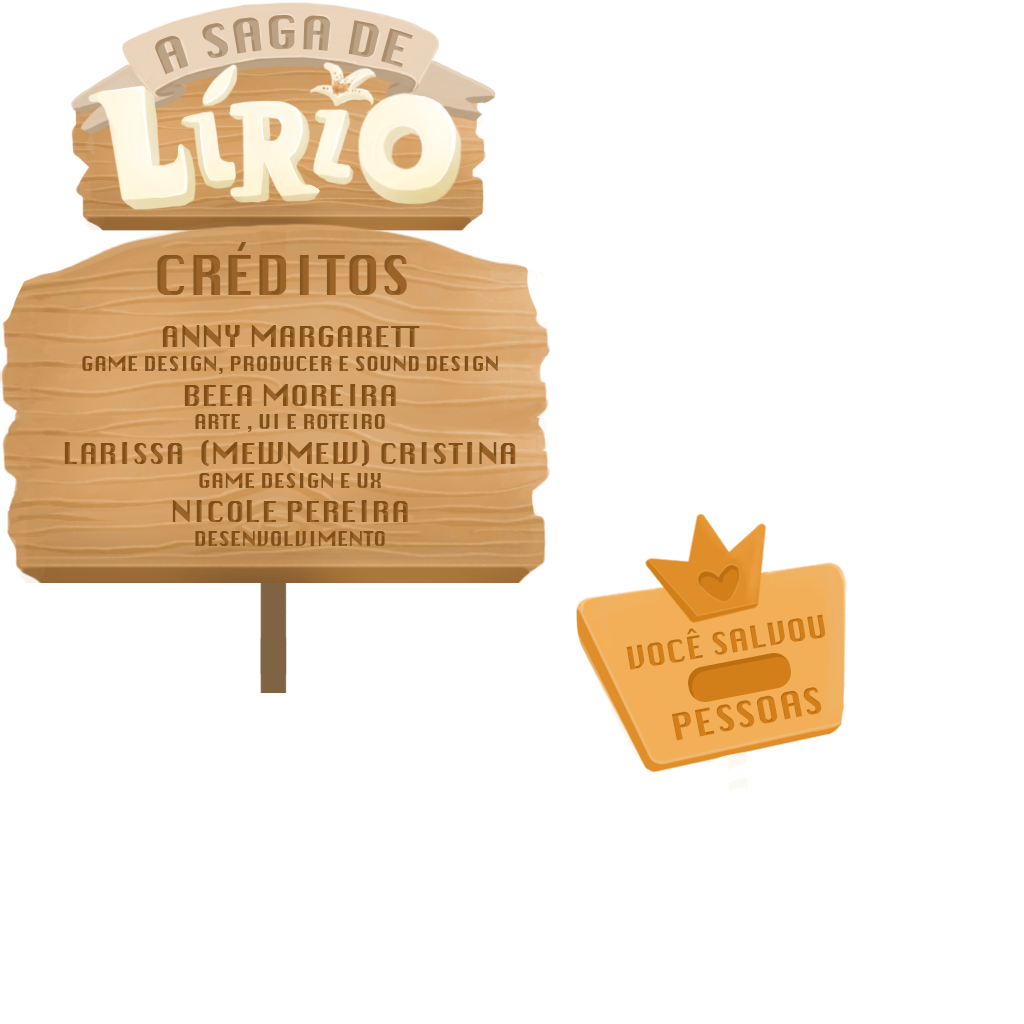 A SAGA DE
LÍRIO
CRÉDITOS
ANNY MARGARETT
GAME DESIGN, PRODUCER E SOUND DESIGN
BEEA MOREIRA
ARTE , UI E ROTEIRO
LARISSA (MEWMEW) CRISTINA
GAME DESIGN E UX
NICOLE PEREIRA
DESENVOLVIMENTO
VOCÊ SALVOU
PESSOAS